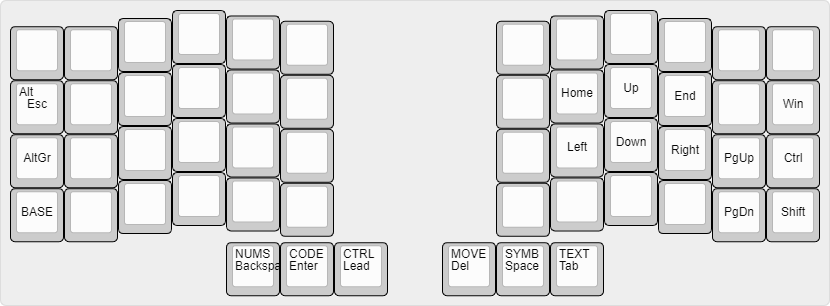 Alt
Esc
Home
Up
End
Win
AltGr
Left
Down
Right
PgUp
Ctrl
BASE
PgDn
Shift
NUMS
Backspa
CODE
Enter
CTRL
Lead
MOVE
Del
SYMB
Space
TEXT
Tab